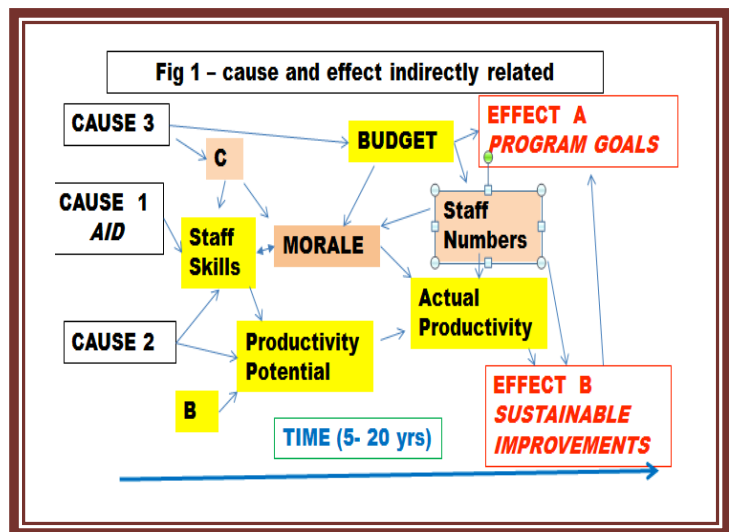 Fig 1 – cause and effect indirectly related
CAUSE 3
EFFECT A
PROGRAM GOALS
BUDGET
C
CAUSE 1
AID
Staff
Skills
MORALE
Staff
Numbers
Actual
Productivity
CAUSE 2
Productivity
Potential
B
EFFECT B
SUSTAINABLE
IMPROVEMENTS
TIME (5- 20 yrs)